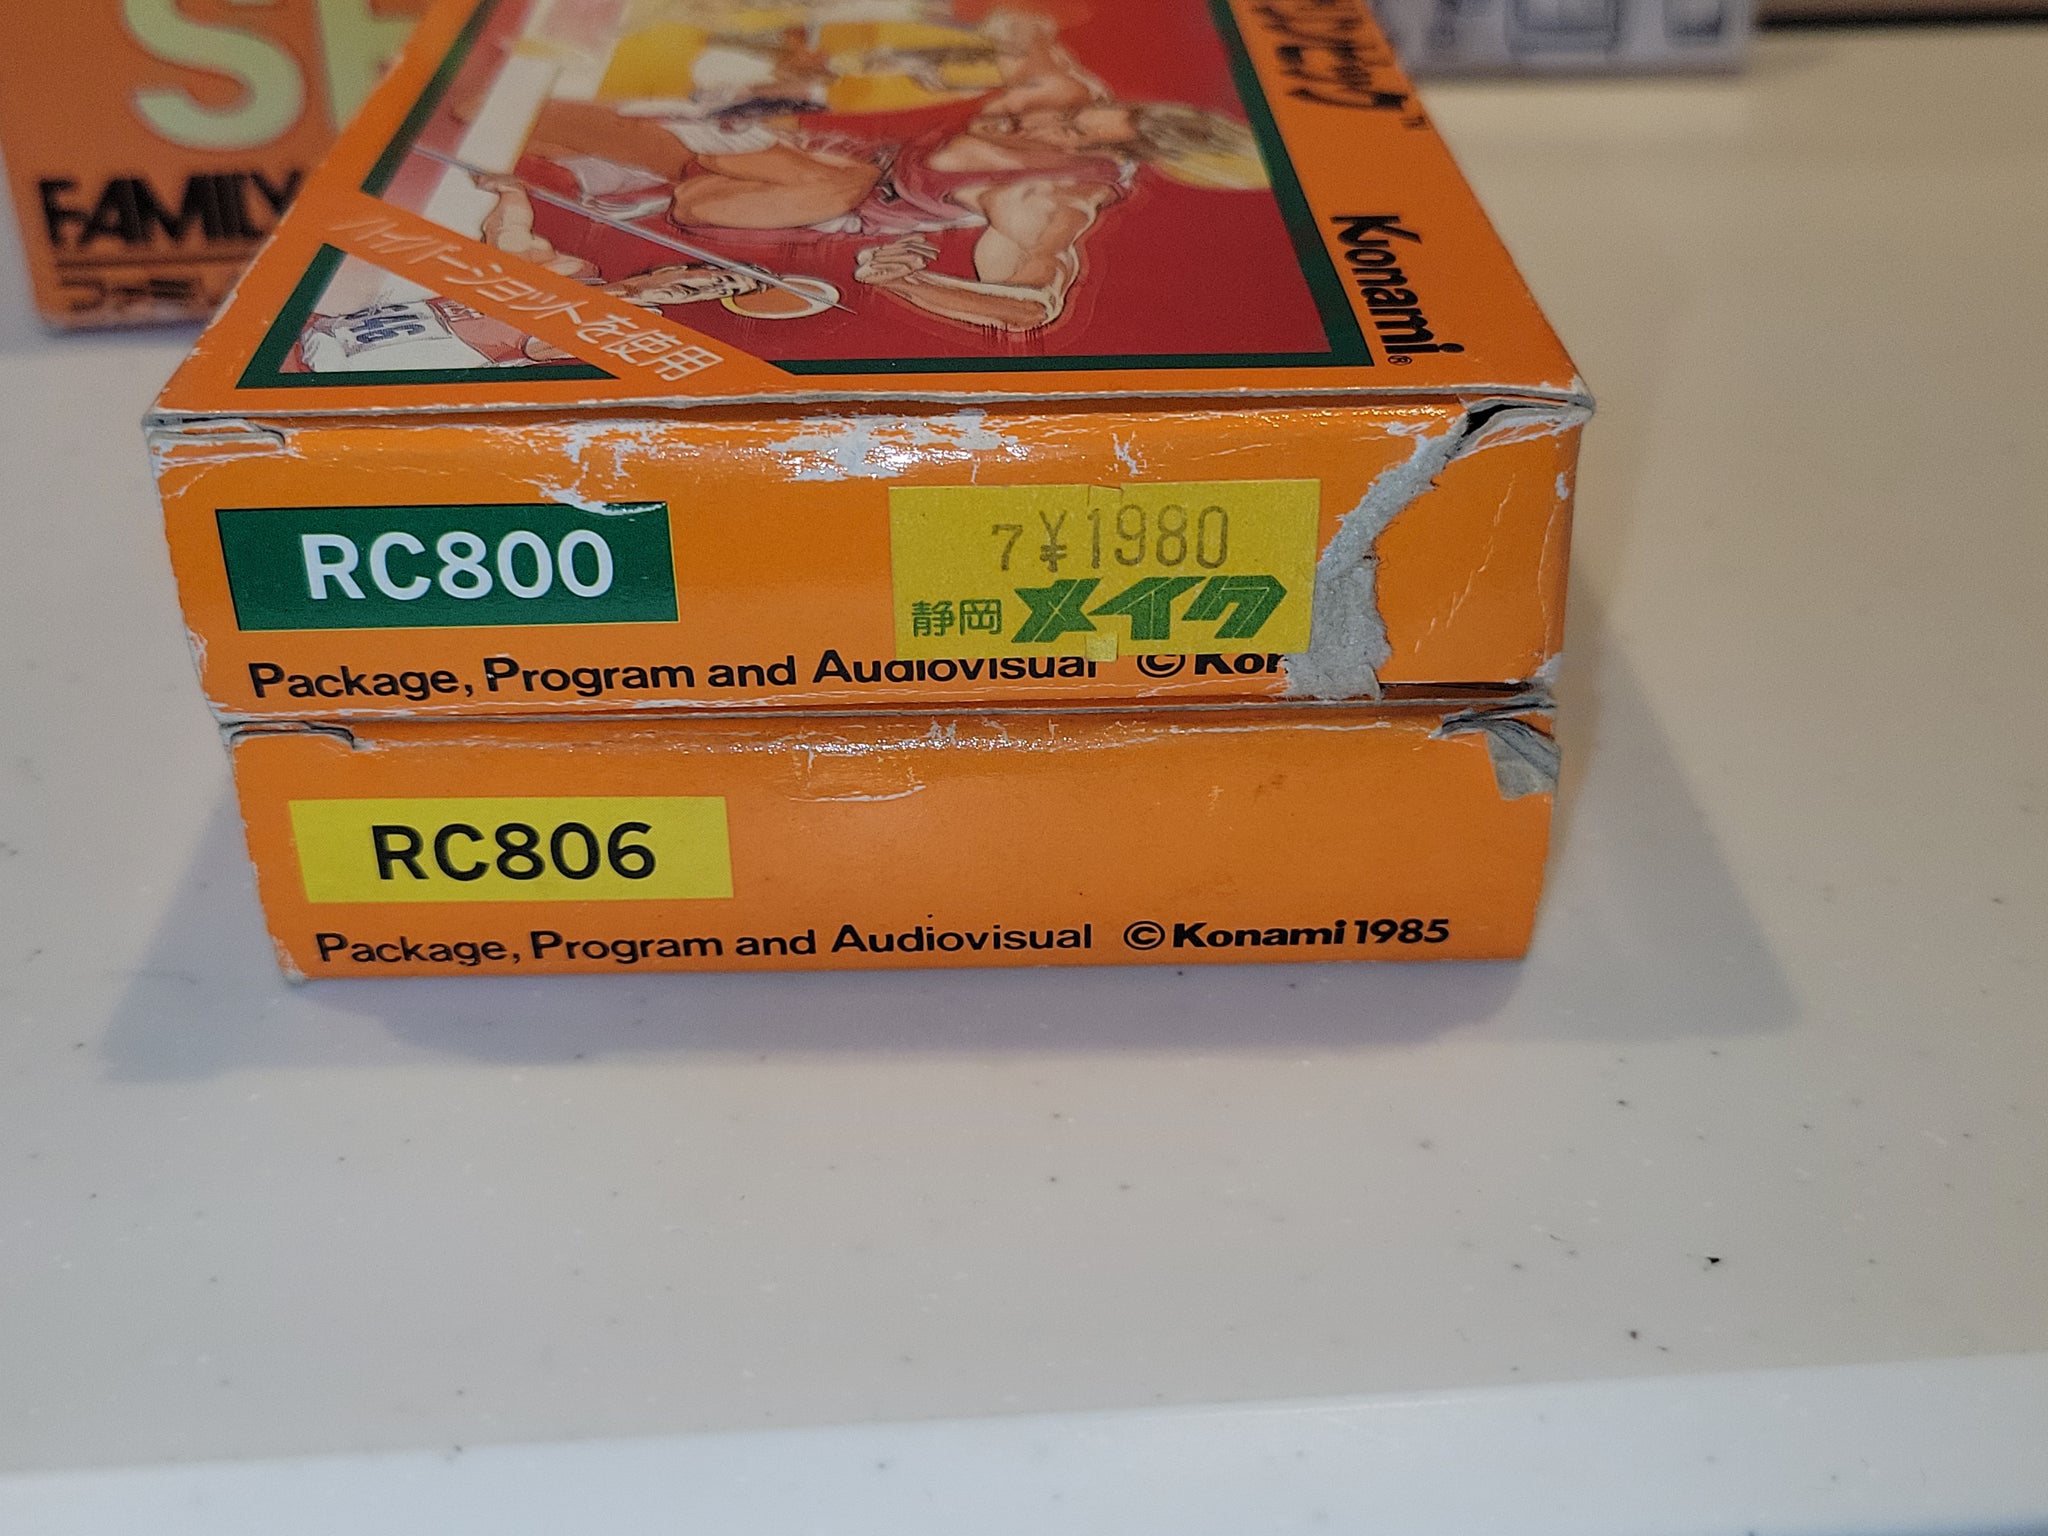 FAMILY
Konami®
ハイパーショットを使用
346
RC800
7 ¥1980
静岡 メイク
Package, Program and Audiovisual © Kon
RC806
Package, Program and Audiovisual © Konami 1985